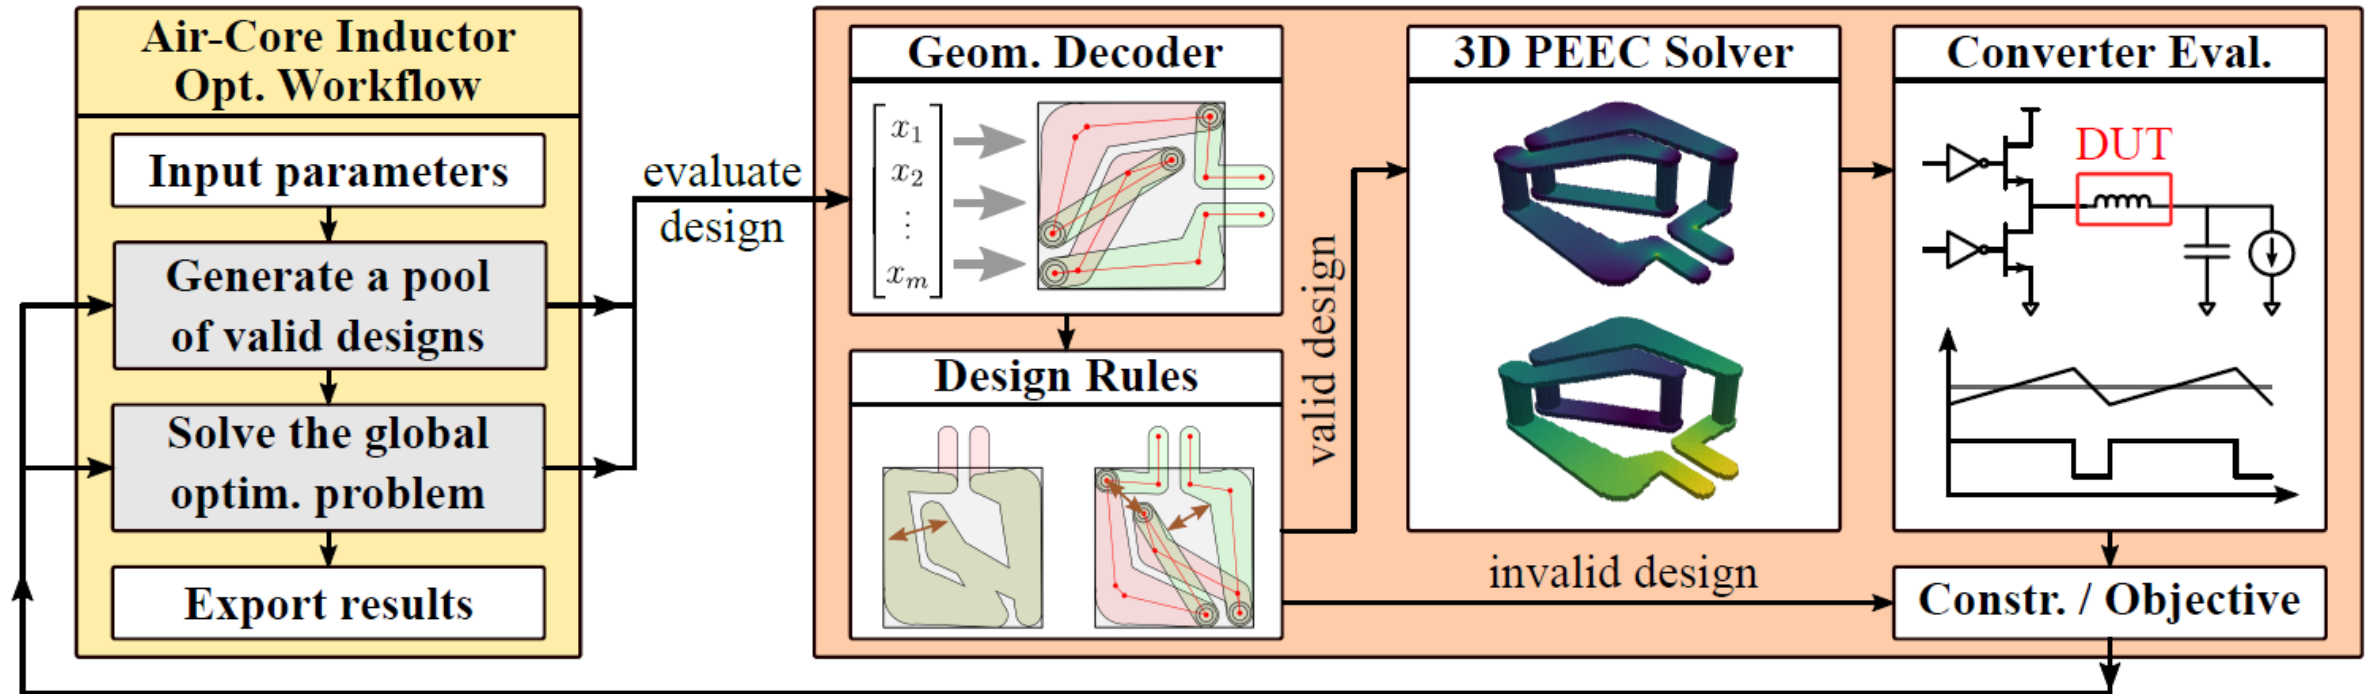 Air-Core Inductor
Opt. Workflow
Input parameters
Generate a pool
of valid designs
Solve the global
optim. problem
Export results
evaluate
design
Geom. Decoder
x₁
x₂
⋮
xₘ
Design Rules
valid design
invalid design
3D PEEC Solver
Converter Eval.
DUT
Constr. / Objective